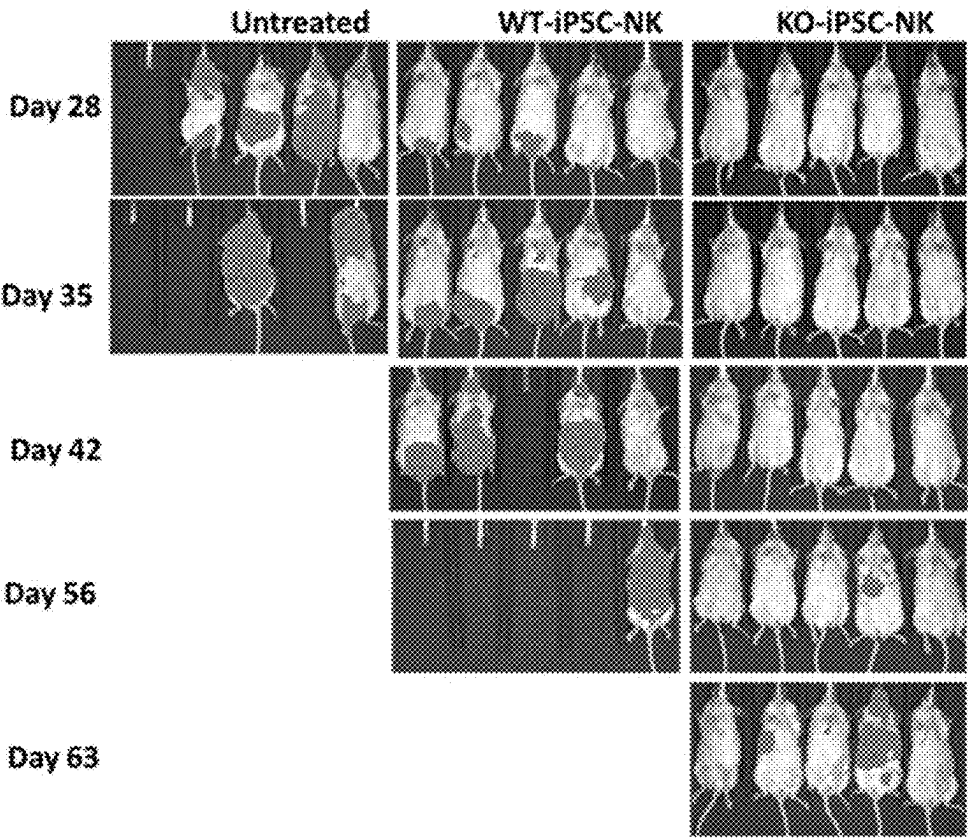 Untreated WT-iPSC-NK KO-iPSC-NK
Day 28
Day 35
Day 42
Day 56
Day 63